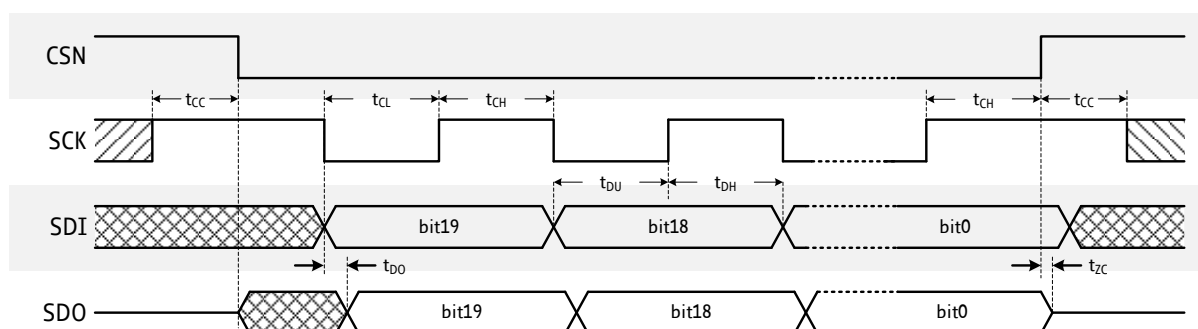 CSN
tCC tCL tCH tCH tCC
SCK
tDU tDH
SDI bit19 bit18 bit0
tDO tZC
SDO bit19 bit18 bit0